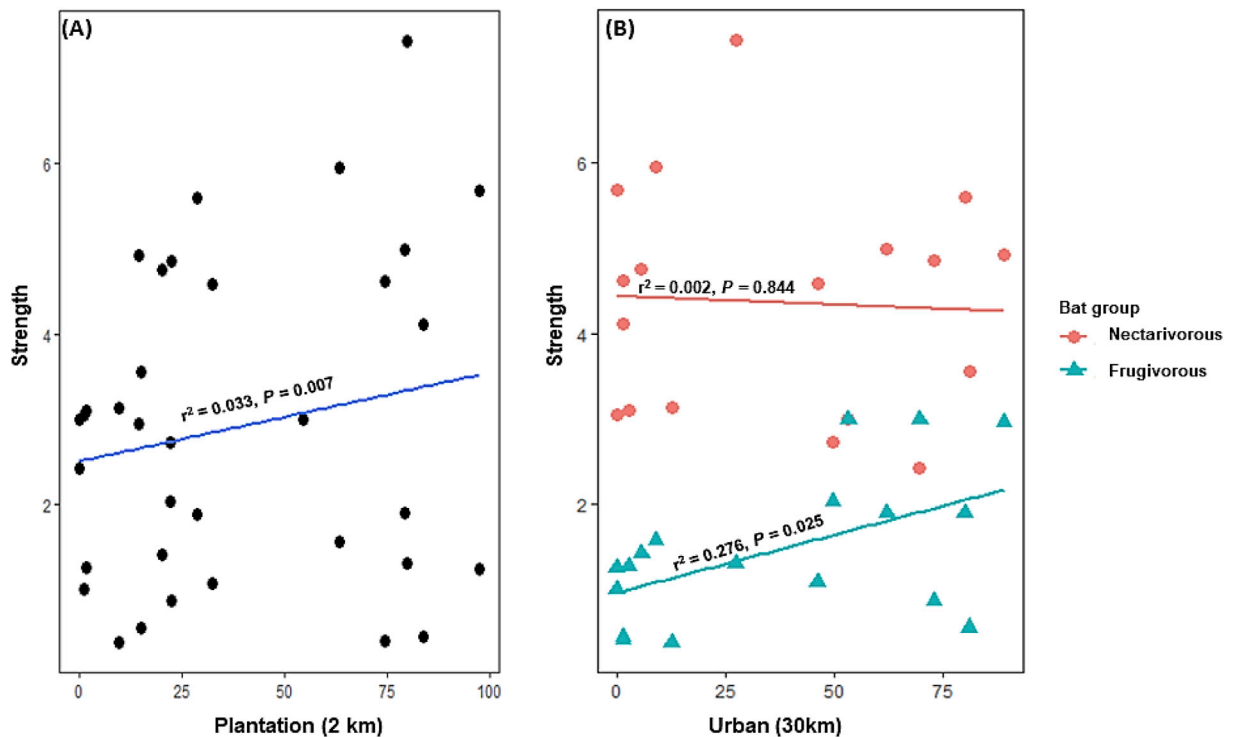 (A)
Strength
6
4
2
r² = 0.033, P = 0.007
0 25 50 75 100
Plantation (2 km)
(B)
Strength
6
4
2
r² = 0.002, P = 0.844
r² = 0.276, P = 0.025
0 25 50 75
Urban (30km)
Bat group
Nectarivorous
Frugivorous